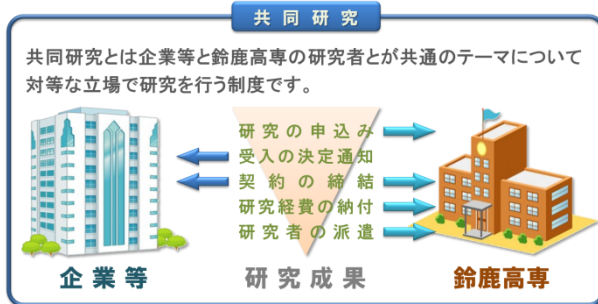 共同研究
共同研究とは企業等と鈴鹿高専の研究者とが共通のテーマについて
対等な立場で研究を行う制度です。
研究の申込み
受入の決定通知
契約の締結
研究経費の納付
研究者の派遣
企業等
研究成果
鈴鹿高専